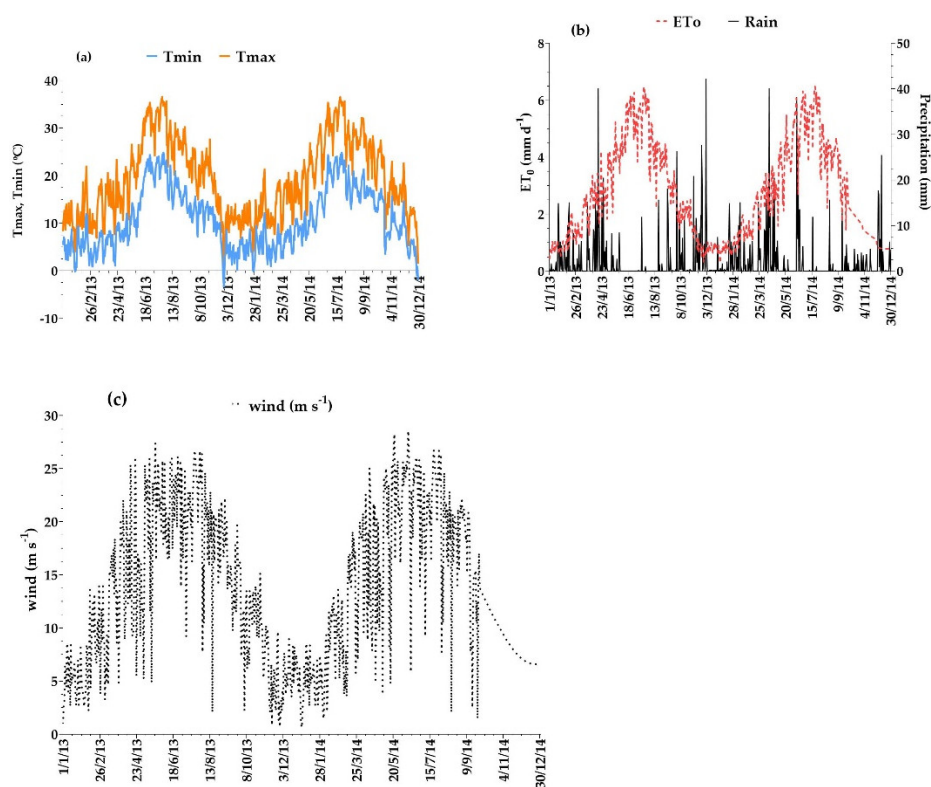 (a)
Tmin Tmax
Tmax, Tmin (ºC)
40
30
20
10
0
-10
26/2/13 23/4/13 18/6/13 13/8/13 8/10/13 3/12/13 28/1/14 25/3/14 20/5/14 15/7/14 9/9/14 4/11/14 30/12/14
(b)
ETo Rain
ET0 (mm d-1)
8
6
4
2
0
Precipitation (mm)
50
40
30
20
10
0
1/1/13 26/2/13 23/4/13 18/6/13 13/8/13 8/10/13 3/12/13 28/1/14 25/3/14 20/5/14 15/7/14 9/9/14 4/11/14 30/12/14
(c)
wind (m s-1)
wind (m s-1)
30
25
20
15
10
5
0
1/1/13 26/2/13 23/4/13 18/6/13 13/8/13 8/10/13 3/12/13 28/1/14 25/3/14 20/5/14 15/7/14 9/9/14 4/11/14 30/12/14